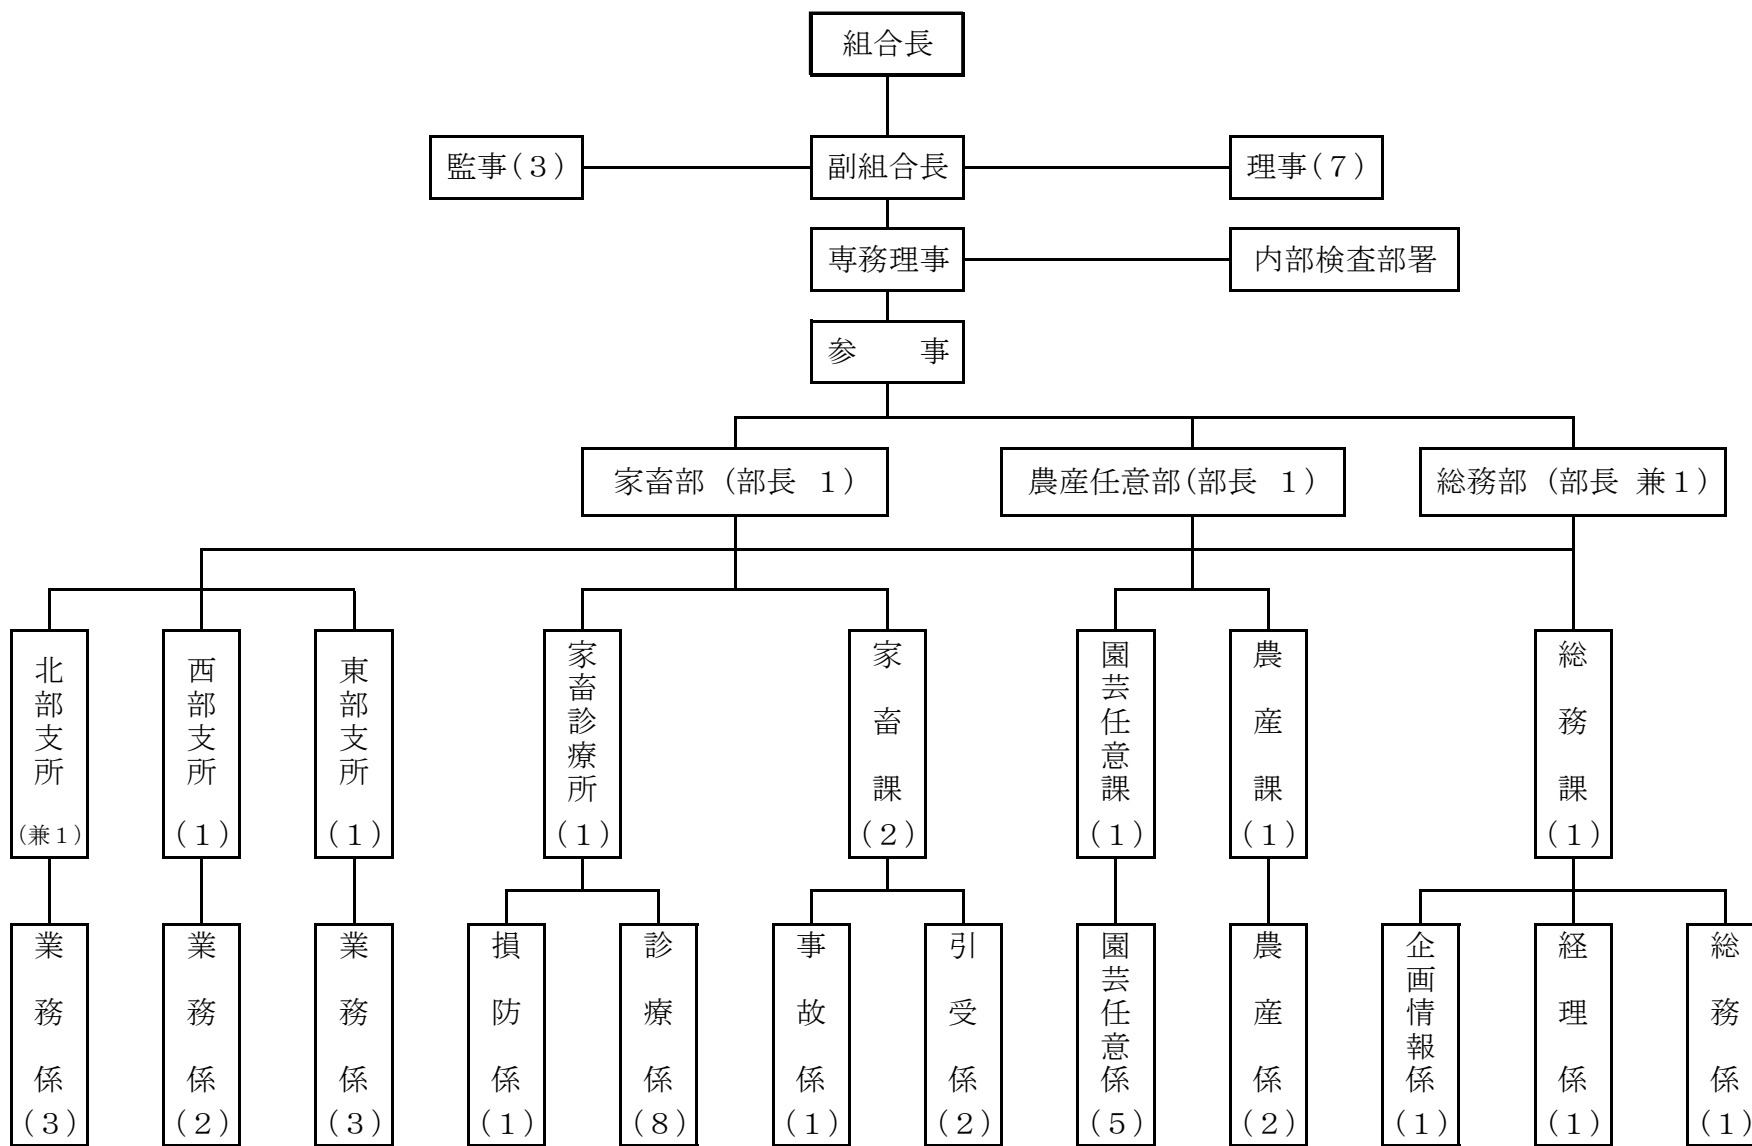 組合長
監事(３)
副組合長
理事(７)
専務理事
内部検査部署
参　　事
家畜部 (部長 １)
農産任意部(部長 １)
総務部 (部長 兼１)
北部支所
(兼１)
西部支所
(１)
東部支所
(１)
家畜診療所
(１)
家畜課
(２)
園芸任意課
(１)
農産課
(１)
総務課
(１)
業務係
(３)
業務係
(２)
業務係
(３)
損防係
(１)
診療係
(８)
事故係
(１)
引受係
(２)
園芸任意係
(５)
農産係
(２)
企画情報係
(１)
経理係
(１)
総務係
(１)